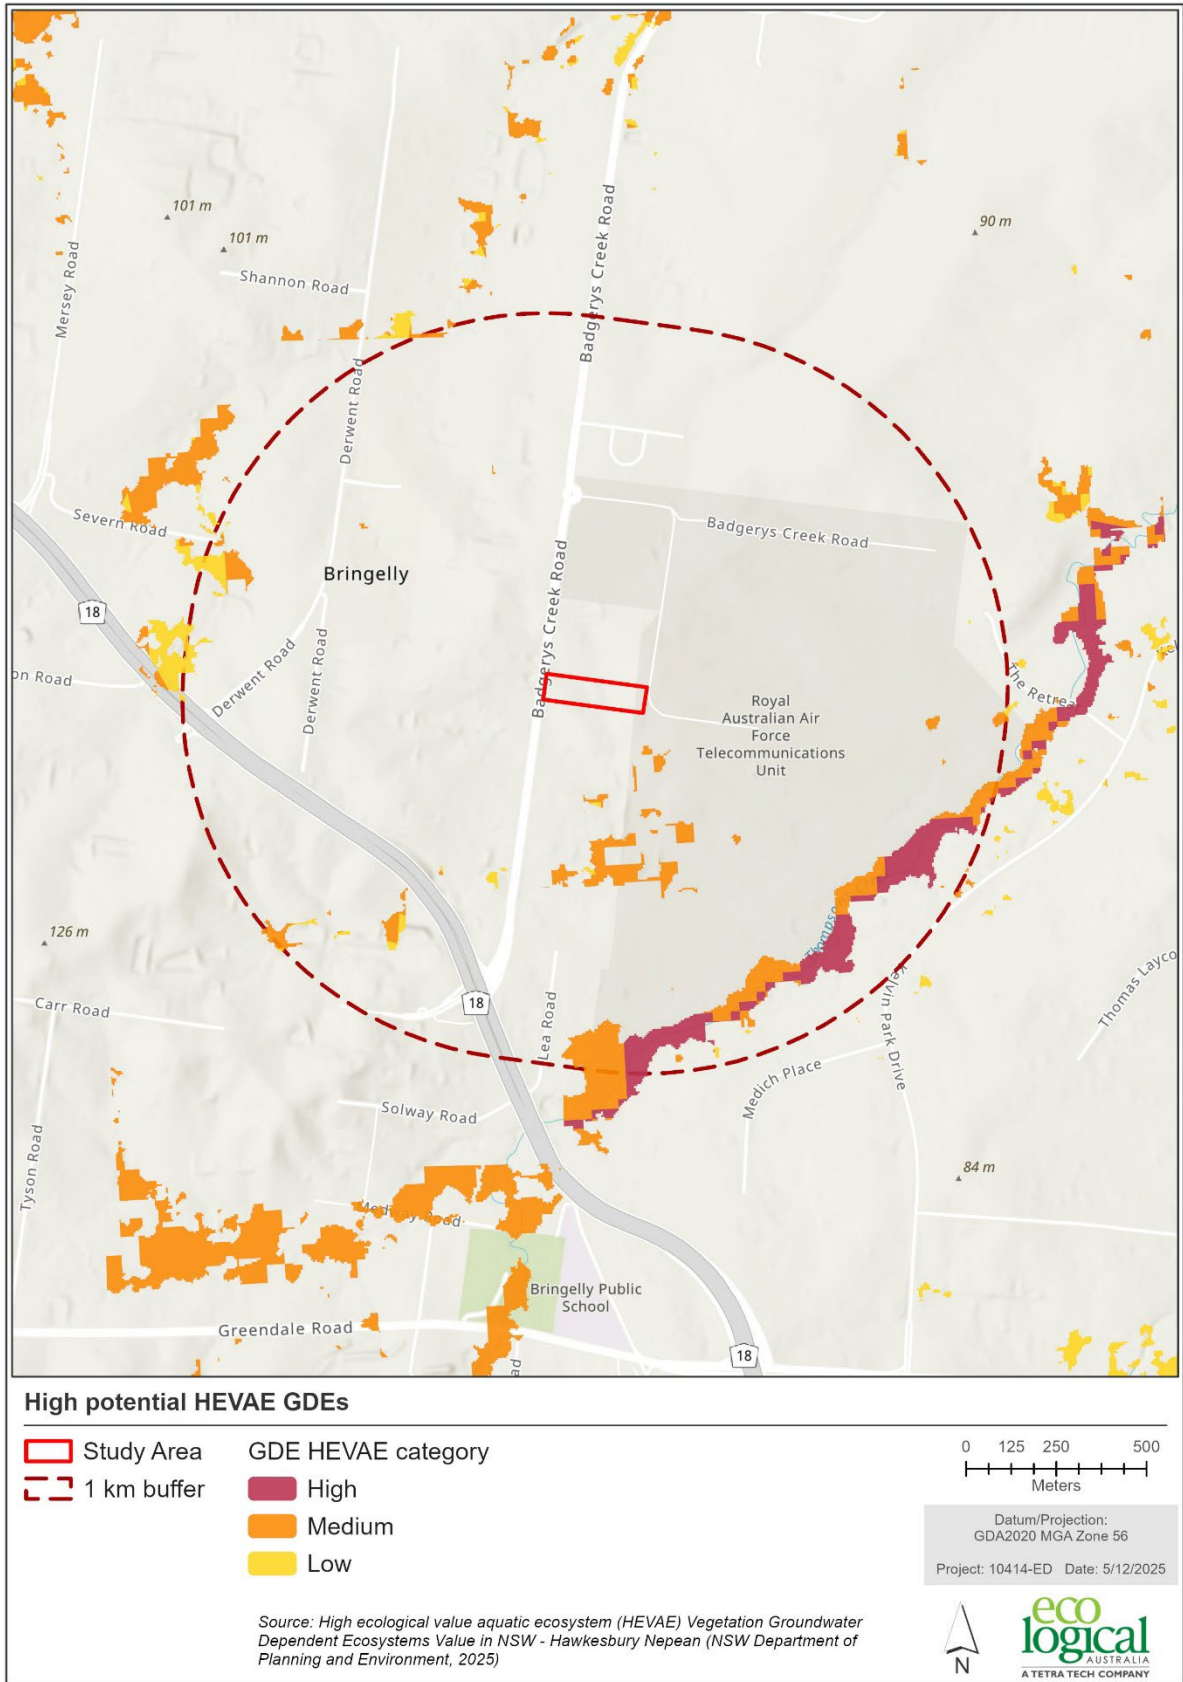 101 m
101 m
90 m
Shannon Road
Mersey Road
Badgerys Creek Road
Derwent Road
Severn Road
Badgerys Creek Road
Bringelly
Badgerys Creek Road
18
Derwent Road
Derwent Road
on Road
The Retreat
Royal
Australian Air
Force
Telecommunications
Unit
126 m
Thompso
Carr Road
18
Lea Road
Kelvin Park Drive
Thomas Layco
Medich Place
Solway Road
Tyson Road
84 m
Medway Road
Bringelly Public
School
Greendale Road
ad
18
High potential HEVAE GDEs
Study Area
1 km buffer
GDE HEVAE category
High
Medium
Low
0 125 250 500
Meters
Datum/Projection:
GDA2020 MGA Zone 56
Project: 10414-ED Date: 5/12/2025
Source: High ecological value aquatic ecosystem (HEVAE) Vegetation Groundwater
Dependent Ecosystems Value in NSW - Hawkesbury Nepean (NSW Department of
Planning and Environment, 2025)
N
eco
logical
AUSTRALIA
A TETRA TECH COMPANY